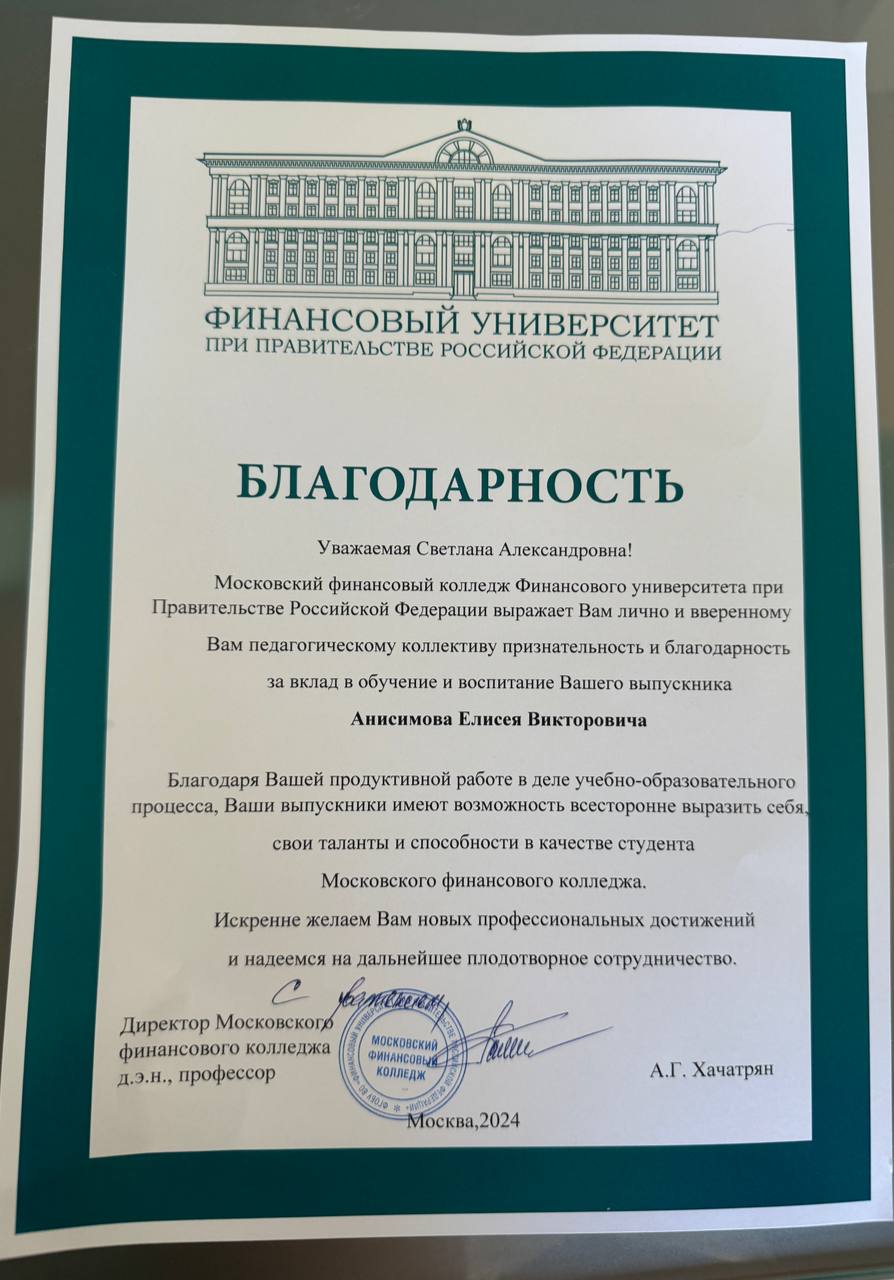 ФИНАНСОВЫЙ УНИВЕРСИТЕТ
ПРИ ПРАВИТЕЛЬСТВЕ РОССИЙСКОЙ ФЕДЕРАЦИИ
БЛАГОДАРНОСТЬ
Уважаемая Светлана Александровна!
Московский финансовый колледж Финансового университета при
Правительстве Российской Федерации выражает Вам лично и вверенному
Вам педагогическому коллективу признательность и благодарность
за вклад в обучение и воспитание Вашего выпускника
Анисимова Елисея Викторовича
Благодаря Вашей продуктивной работе в деле учебно-образовательного
процесса, Ваши выпускники имеют возможность всесторонне выразить себя,
свои таланты и способности в качестве студента
Московского финансового колледжа.
Искренне желаем Вам новых профессиональных достижений
и надеемся на дальнейшее плодотворное сотрудничество.
С уважением,
Директор Московского
финансового колледжа
д.э.н., профессор
МОСКОВСКИЙ
ФИНАНСОВЫЙ
КОЛЛЕДЖ
А.Г. Хачатрян
Москва,2024